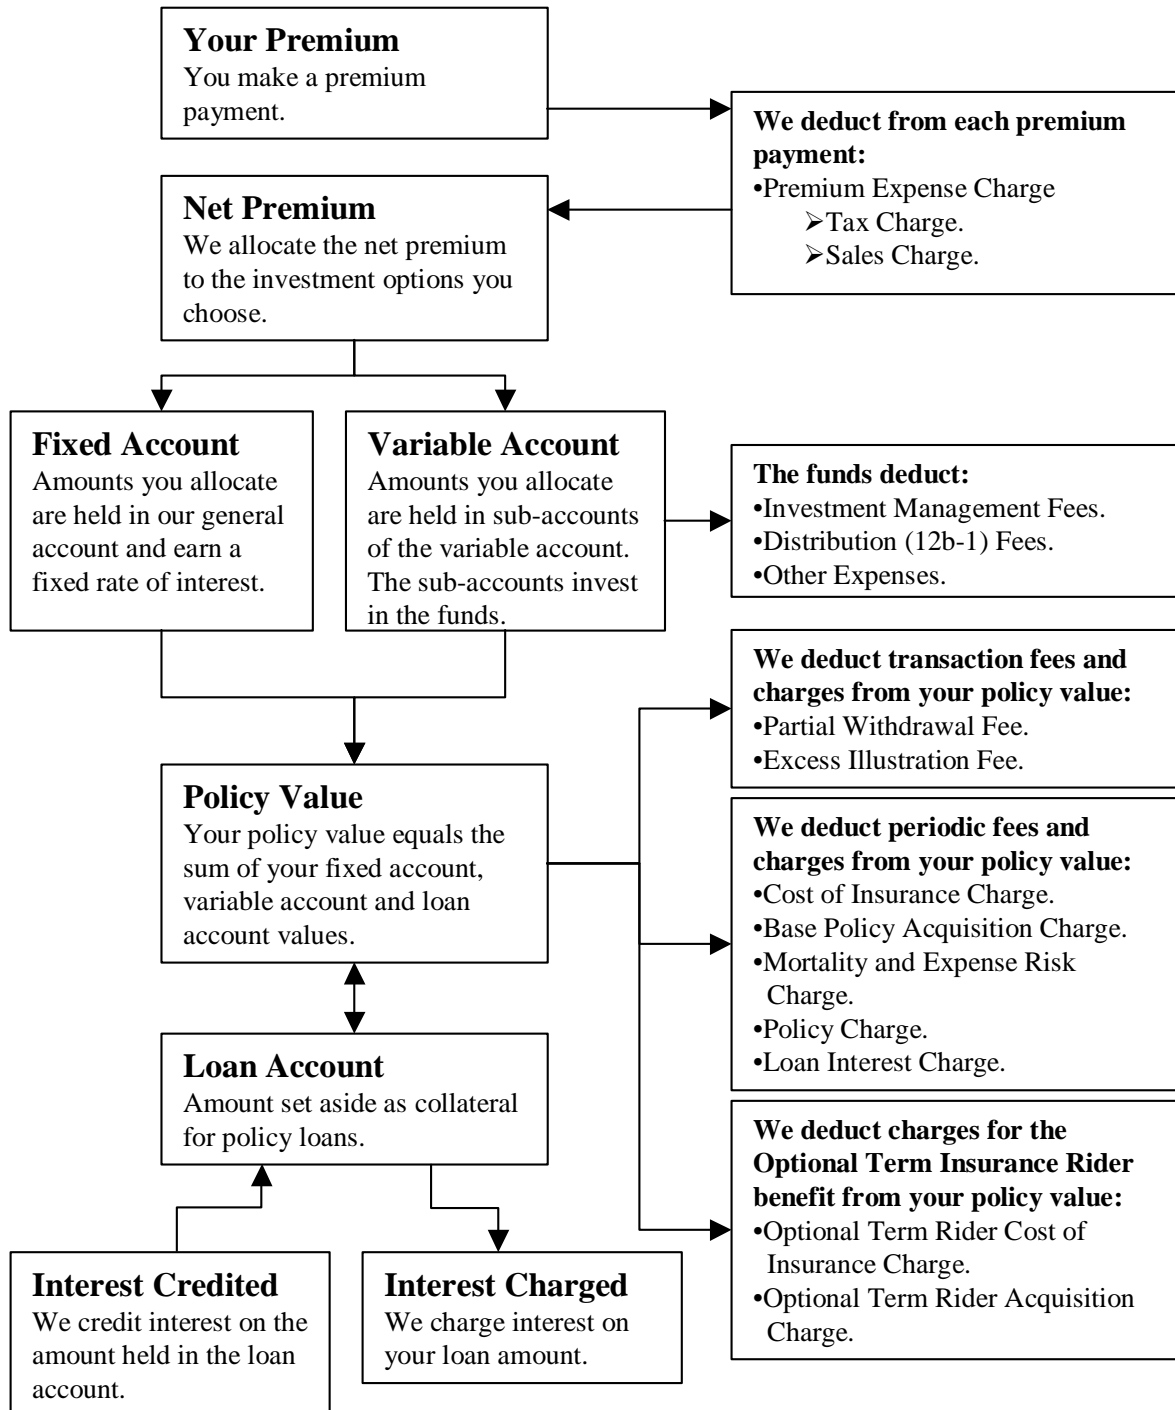 Your Premium
You make a premium
payment.
We deduct from each premium
payment:
•Premium Expense Charge
➢Tax Charge.
➢Sales Charge.
Net Premium
We allocate the net premium
to the investment options you
choose.
Fixed Account
Amounts you allocate
are held in our general
account and earn a
fixed rate of interest.
Variable Account
Amounts you allocate
are held in sub-accounts
of the variable account.
The sub-accounts invest
in the funds.
The funds deduct:
•Investment Management Fees.
•Distribution (12b-1) Fees.
•Other Expenses.
We deduct transaction fees and
charges from your policy value:
•Partial Withdrawal Fee.
•Excess Illustration Fee.
Policy Value
Your policy value equals the
sum of your fixed account,
variable account and loan
account values.
We deduct periodic fees and
charges from your policy value:
•Cost of Insurance Charge.
•Base Policy Acquisition Charge.
•Mortality and Expense Risk
Charge.
•Policy Charge.
•Loan Interest Charge.
Loan Account
Amount set aside as collateral
for policy loans.
We deduct charges for the
Optional Term Insurance Rider
benefit from your policy value:
•Optional Term Rider Cost of
Insurance Charge.
•Optional Term Rider Acquisition
Charge.
Interest Credited
We credit interest on the
amount held in the loan
account.
Interest Charged
We charge interest on
your loan amount.